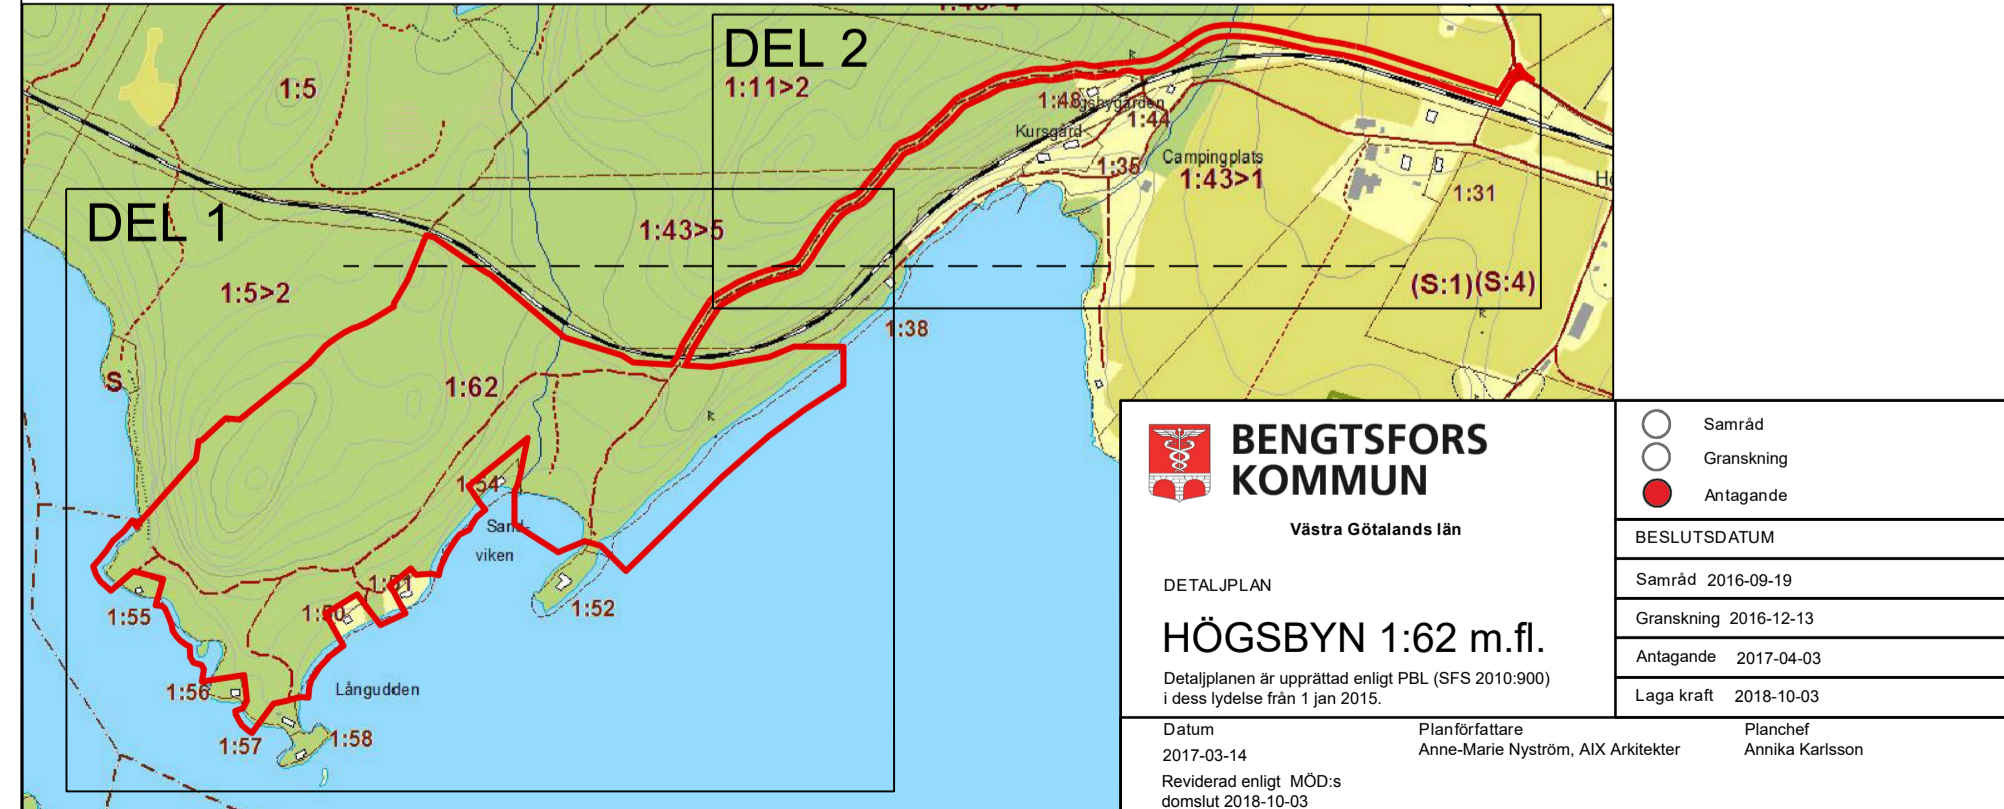 DEL 2
1:11>2
1:5
1:48
Kursgård
1:44
1:35
Campingplats
1:43>1
1:31
DEL 1
1:43>5
1:5>2
(S:1)(S:4)
R
1:38
S
1:62
R
1:54
Sand-
viken
1:51
1:50
1:52
1:55
1:56
Långudden
1:57
1:58
BENGTSFORS
KOMMUN
Västra Götalands län
DETALJPLAN
HÖGSBYN 1:62 m.fl.
Detaljplanen är upprättad enligt PBL (SFS 2010:900)
i dess lydelse från 1 jan 2015.
Samråd
Granskning
Antagande
BESLUTSDATUM
Samråd 2016-09-19
Granskning 2016-12-13
Antagande 2017-04-03
Laga kraft 2018-10-03
Datum
2017-03-14
Reviderad enligt MÖD:s
domslut 2018-10-03
Planförfattare
Anne-Marie Nyström, AIX Arkitekter
Planchef
Annika Karlsson